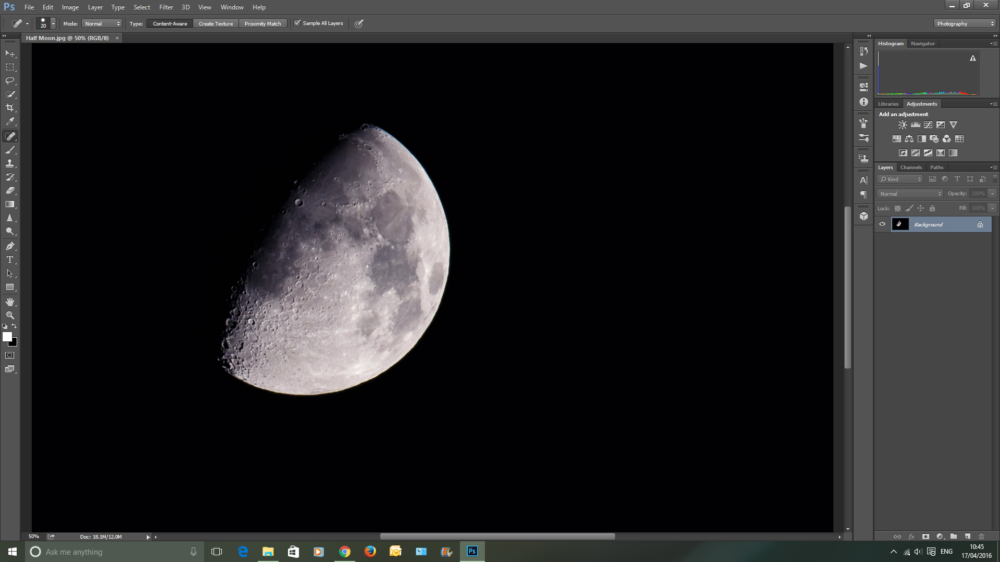 Ps File Edit Image Layer Type Select Filter 3D View Window Help
20 Mode: Normal Type: Content-Aware Create Texture Proximity Match Sample All Layers Photography
Half Moon.jpg @ 50% (RGB/8) ×
Histogram Navigator
Libraries Adjustments
Add an adjustment
Layers Channels Paths
Kind
Normal Opacity: 100%
Lock: Fill: 100%
Background
50% Doc: 18.1M/12.0M
Ask me anything
Ps
ENG
10:45
17/04/2016